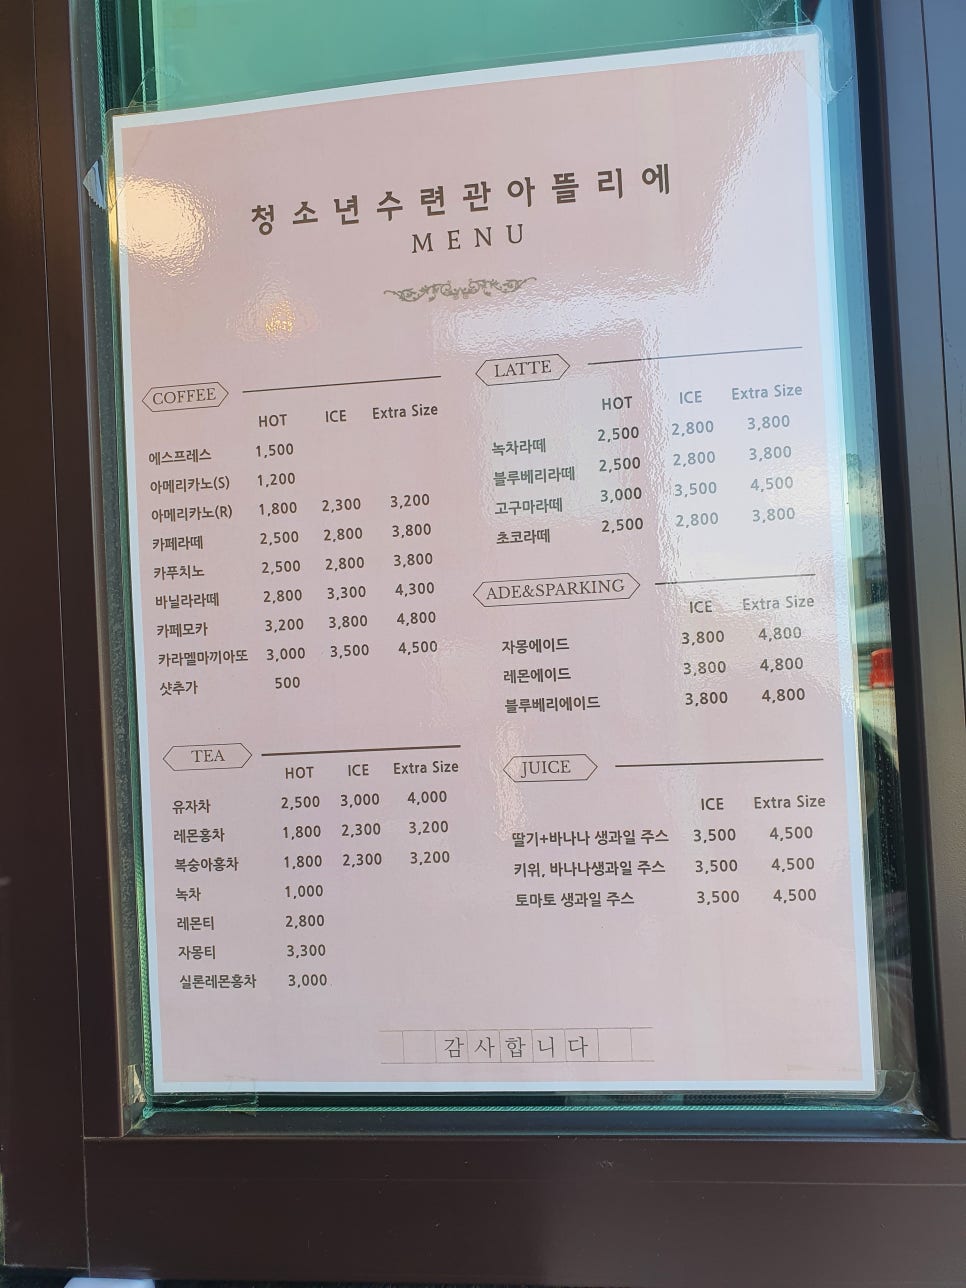 청소년수련관아뜰리에
MENU
COFFEE
HOT ICE Extra Size
에스프레스 1,500
아메리카노(S) 1,200
아메리카노(R) 1,800 2,300 3,200
카페라떼 2,500 2,800 3,800
카푸치노 2,500 2,800 3,800
바닐라라떼 2,800 3,300 4,300
카페모카 3,200 3,800 4,800
카라멜마끼아또 3,000 3,500 4,500
샷추가 500
TEA
HOT ICE Extra Size
유자차 2,500 3,000 4,000
레몬홍차 1,800 2,300 3,200
복숭아홍차 1,800 2,300 3,200
녹차 1,000
레몬티 2,800
자몽티 3,300
실론레몬홍차 3,000
LATTE
HOT ICE Extra Size
녹차라떼 2,500 2,800 3,800
블루베리라떼 2,500 2,800 3,800
고구마라떼 3,000 3,500 4,500
초코라떼 2,500 2,800 3,800
ADE&SPARKING
ICE Extra Size
자몽에이드 3,800 4,800
레몬에이드 3,800 4,800
블루베리에이드 3,800 4,800
JUICE
ICE Extra Size
딸기+바나나 생과일 주스 3,500 4,500
키위, 바나나생과일 주스 3,500 4,500
토마토 생과일 주스 3,500 4,500
감사합니다